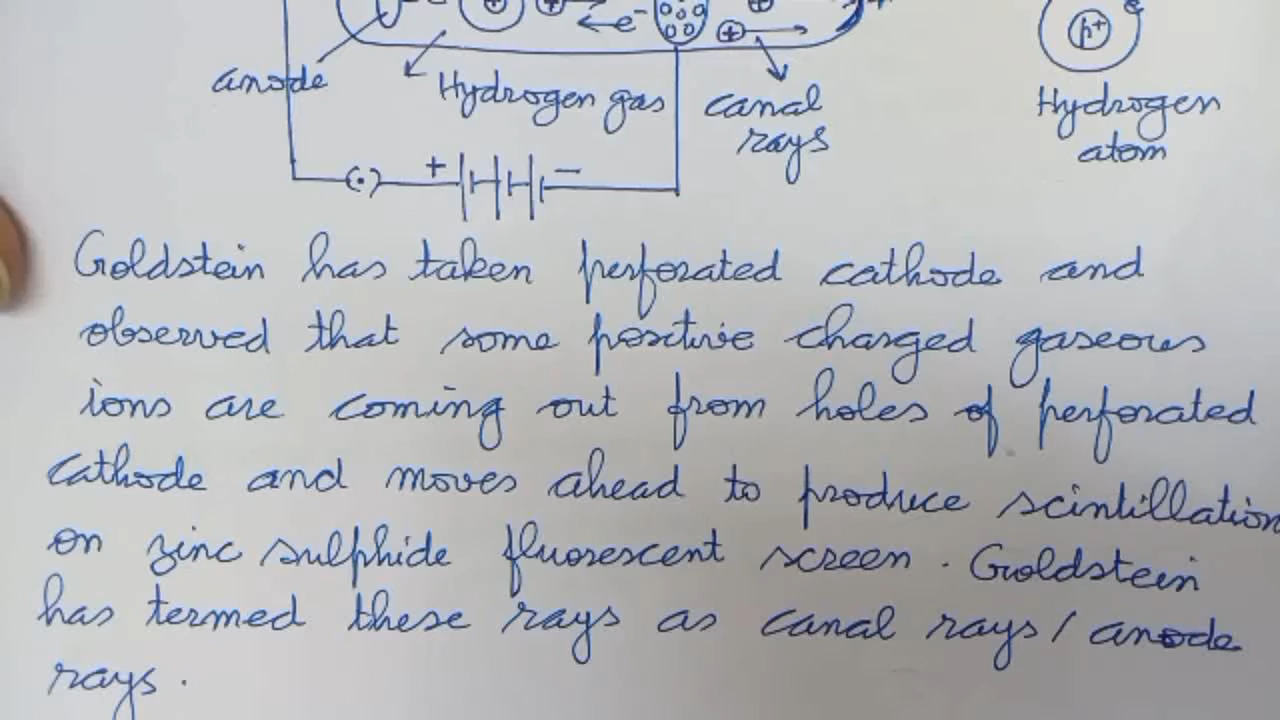 e⁻
e
p+
anode
Hydrogen gas
canal
rays
Hydrogen
atom
+
−
Goldstein has taken perforated cathode and
observed that some positive charged gaseous
ions are coming out from holes of perforated
cathode and moves ahead to produce scintillation
on zinc sulphide fluorescent screen. Goldstein
has termed these rays as canal rays/anode
rays.